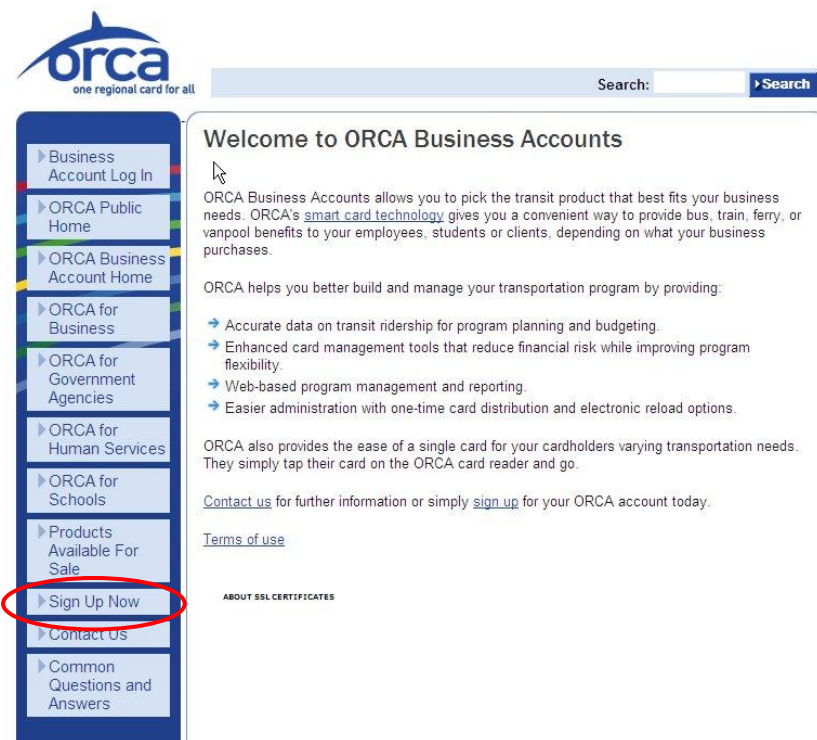 orca
one regional card for all
Search:
Search
Business
Account Log In
ORCA Public
Home
ORCA Business
Account Home
ORCA for
Business
ORCA for
Government
Agencies
ORCA for
Human Services
ORCA for
Schools
Products
Available For
Sale
Sign Up Now
Contact Us
Common
Questions and
Answers
Welcome to ORCA Business Accounts
ORCA Business Accounts allows you to pick the transit product that best fits your business
needs. ORCA's smart card technology gives you a convenient way to provide bus, train, ferry, or
vanpool benefits to your employees, students or clients, depending on what your business
purchases.
ORCA helps you better build and manage your transportation program by providing:
Accurate data on transit ridership for program planning and budgeting.
Enhanced card management tools that reduce financial risk while improving program
flexibility.
Web-based program management and reporting.
Easier administration with one-time card distribution and electronic reload options.
ORCA also provides the ease of a single card for your cardholders varying transportation needs.
They simply tap their card on the ORCA card reader and go.
Contact us for further information or simply sign up for your ORCA account today.
Terms of use
ABOUT SSL CERTIFICATES